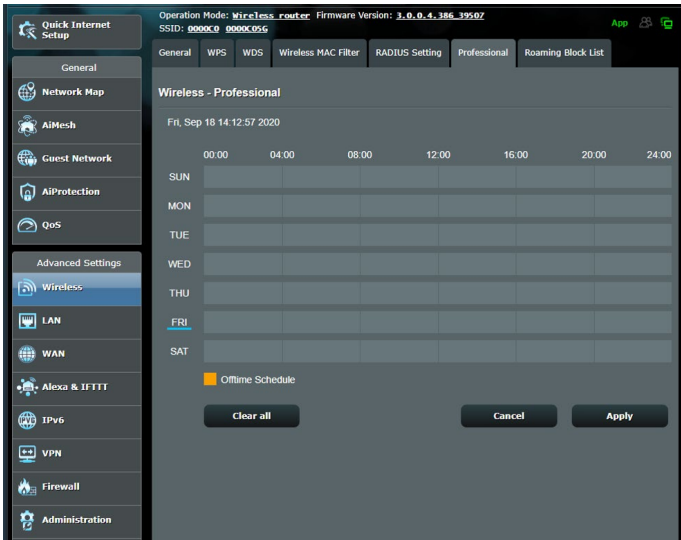 Quick Internet
Setup
General
Network Map
AiMesh
Guest Network
AiProtection
QoS
Advanced Settings
Wireless
LAN
WAN
Alexa & IFTTT
IPv6
VPN
Firewall
Administration
Operation Mode: Wireless router Firmware Version: 3.0.0.4.386_39507
SSID: 0000C0 0000C05G
App
General WPS WDS Wireless MAC Filter RADIUS Setting Professional Roaming Block List
Wireless - Professional
Fri, Sep 18 14:12:57 2020
00:00 04:00 08:00 12:00 16:00 20:00 24:00
SUN
MON
TUE
WED
THU
FRI
SAT
Offtime Schedule
Clear all Cancel Apply